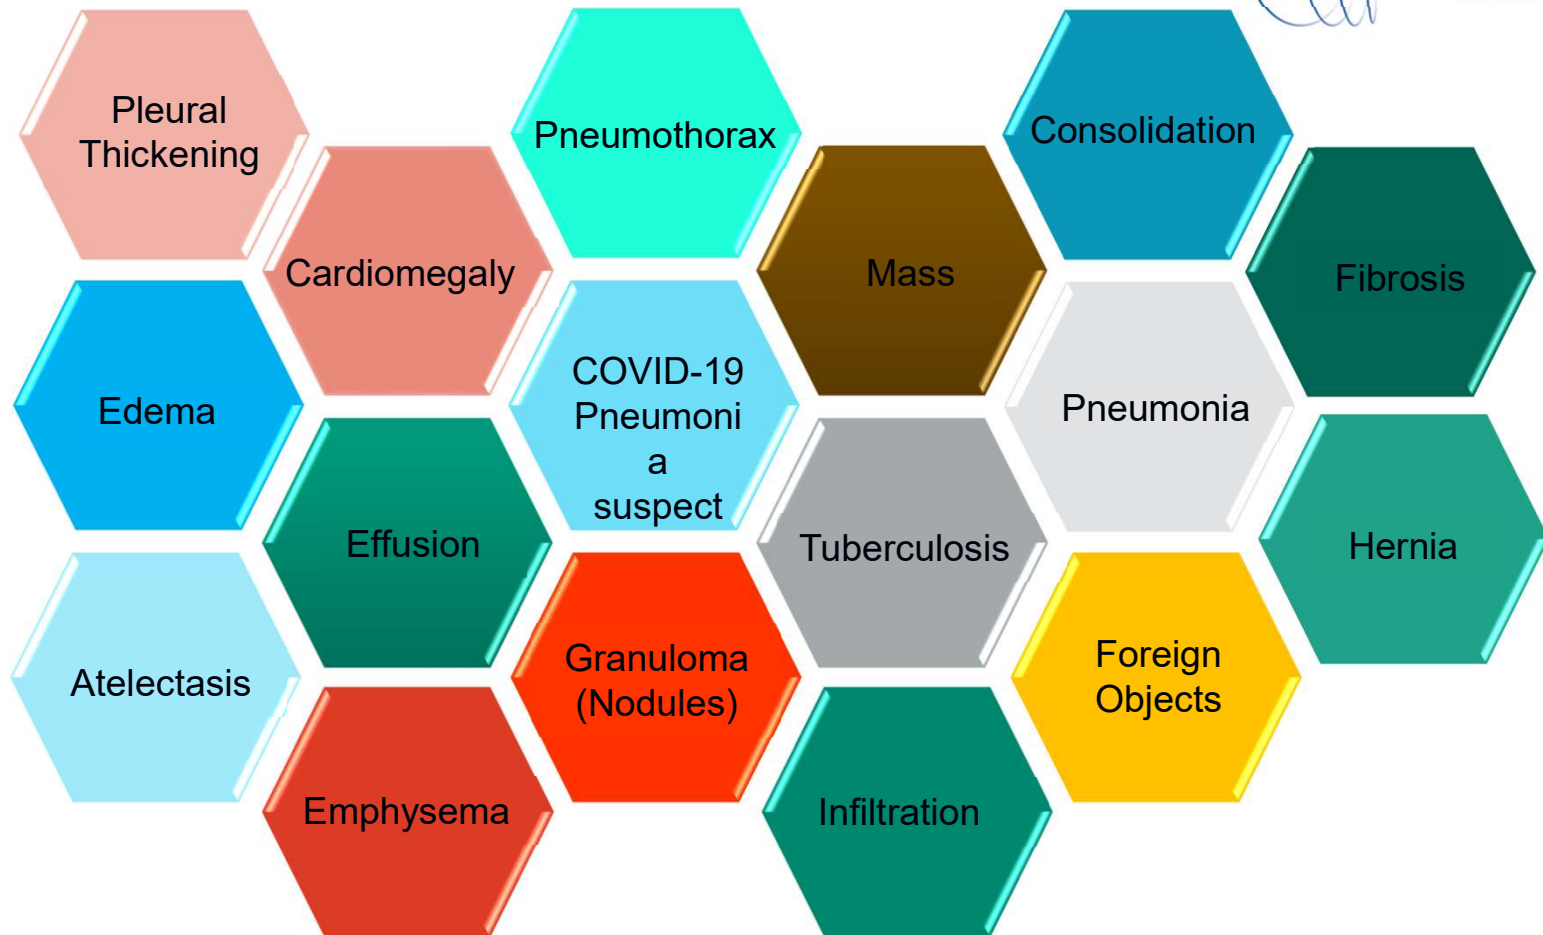 Pleural
Thickening
Pneumothorax
Consolidation
Cardiomegaly
Mass
Fibrosis
Edema
COVID-19
Pneumoni
a
suspect
Pneumonia
Effusion
Tuberculosis
Hernia
Atelectasis
Granuloma
(Nodules)
Foreign
Objects
Emphysema
Infiltration